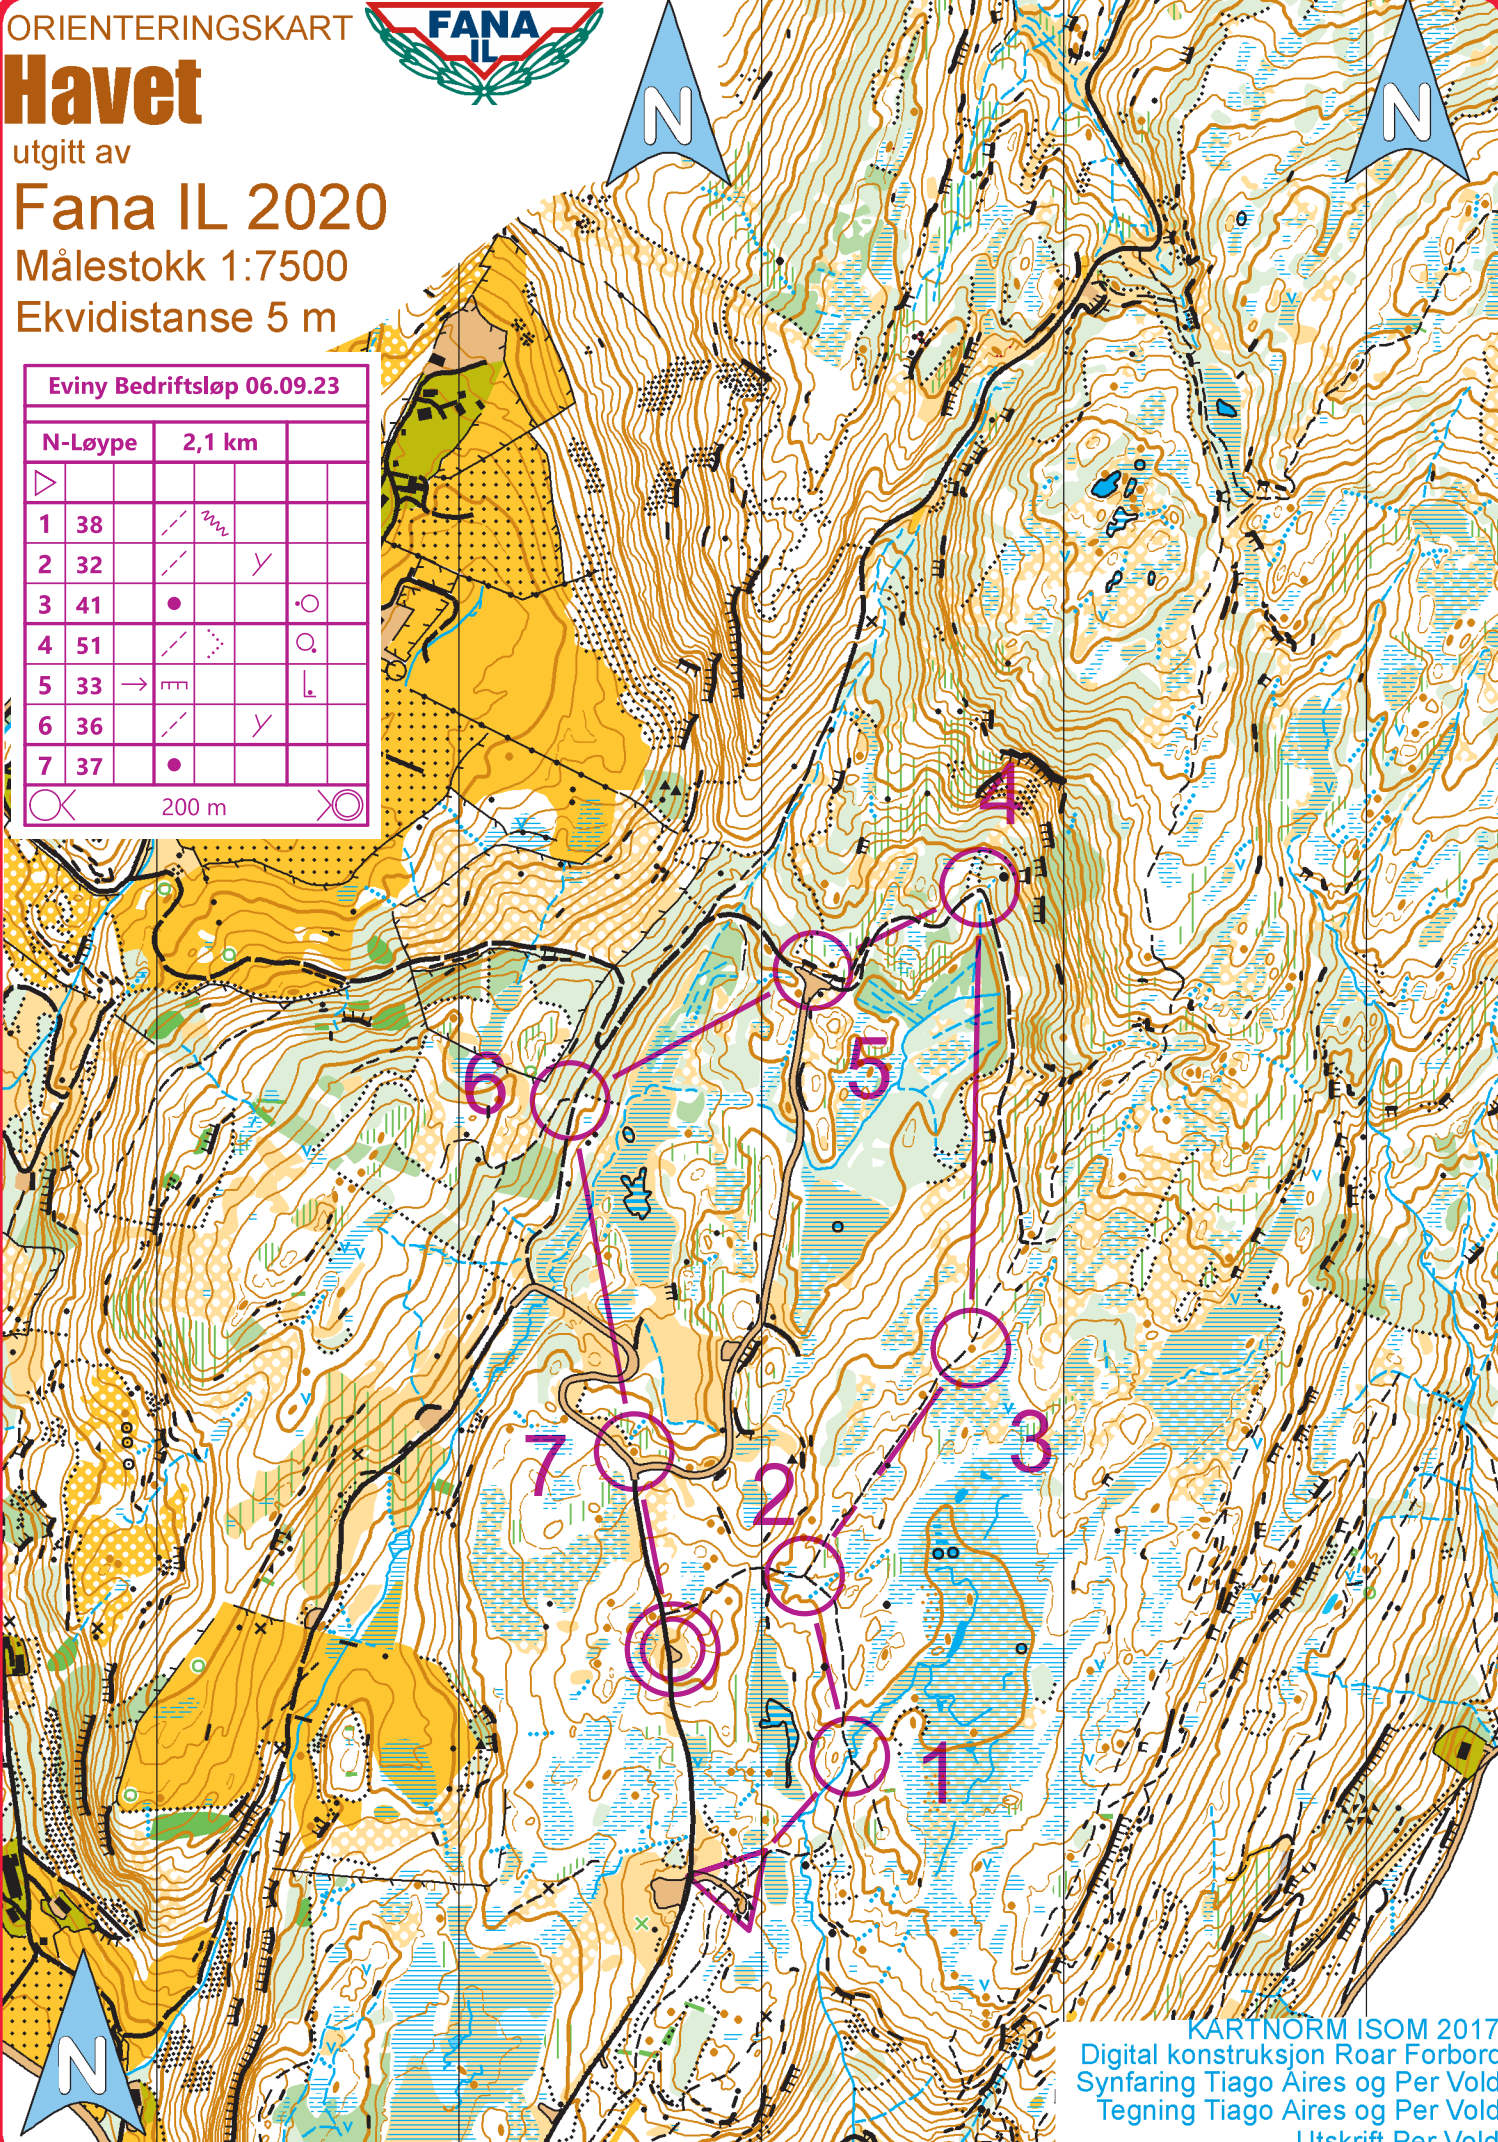 ORIENTERINGSKART
Havet
utgitt av
Fana IL 2020
Målestokk 1:7500
Ekvidistanse 5 m
FANA
IL
N
N
Eviny Bedriftsløp 06.09.23
N-Løype 2,1 km
1 38
2 32
3 41
4 51
5 33
6 36
7 37
200 m
4
5
6
3
7
2
1
N
KARTNORM ISOM 2017
Digital konstruksjon Roar Forbord
Synfaring Tiago Aires og Per Vold
Tegning Tiago Aires og Per Vold
Utskrift Per Vold